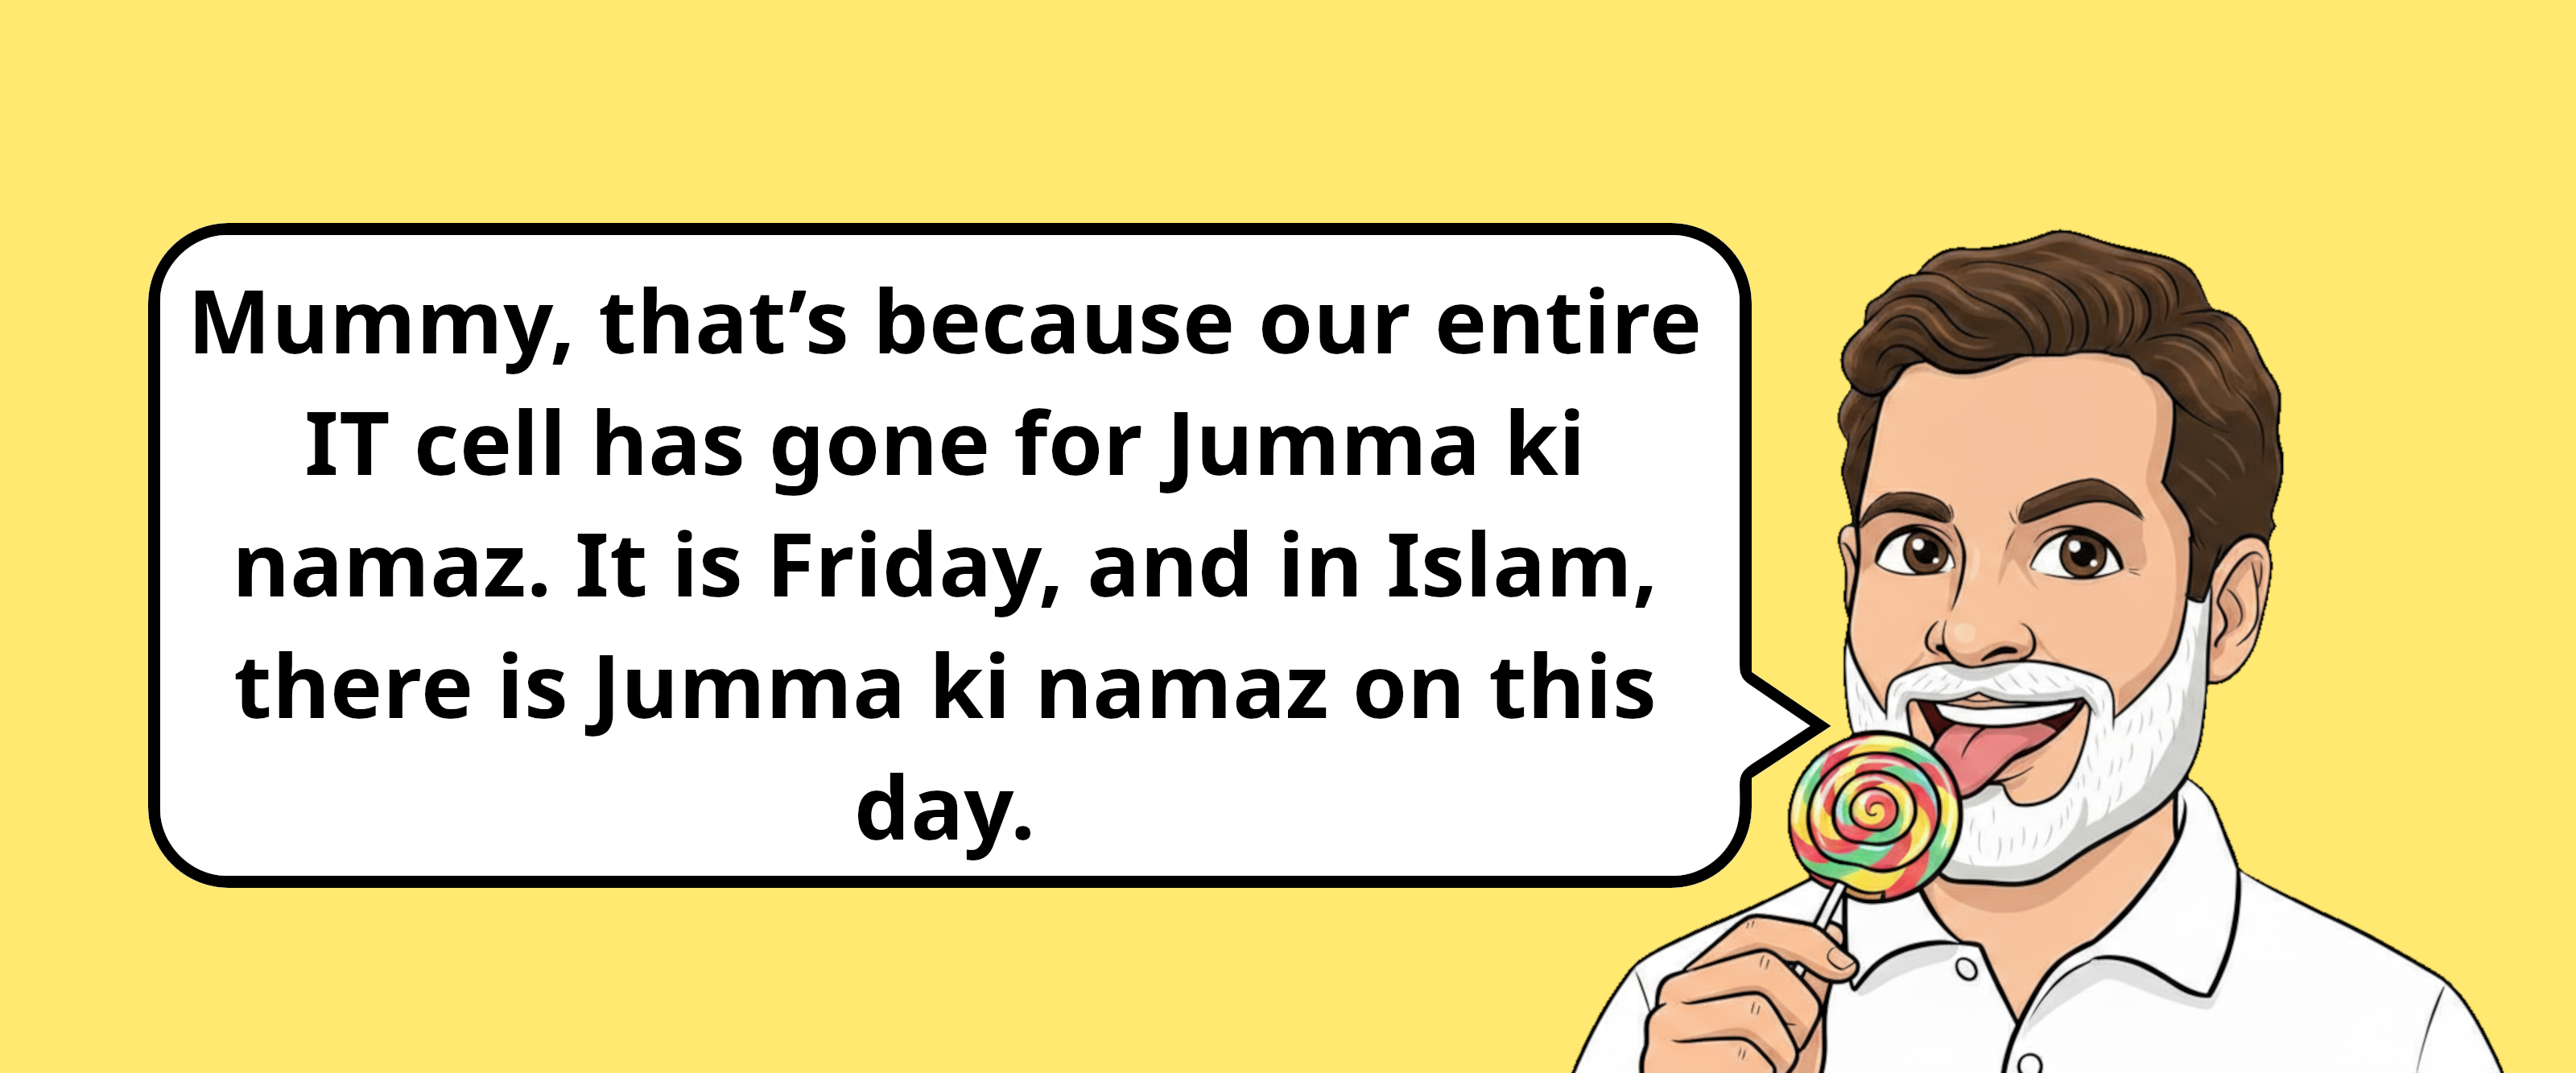 Mummy, that’s because our entire
IT cell has gone for Jumma ki
namaz. It is Friday, and in Islam,
there is Jumma ki namaz on this
day.